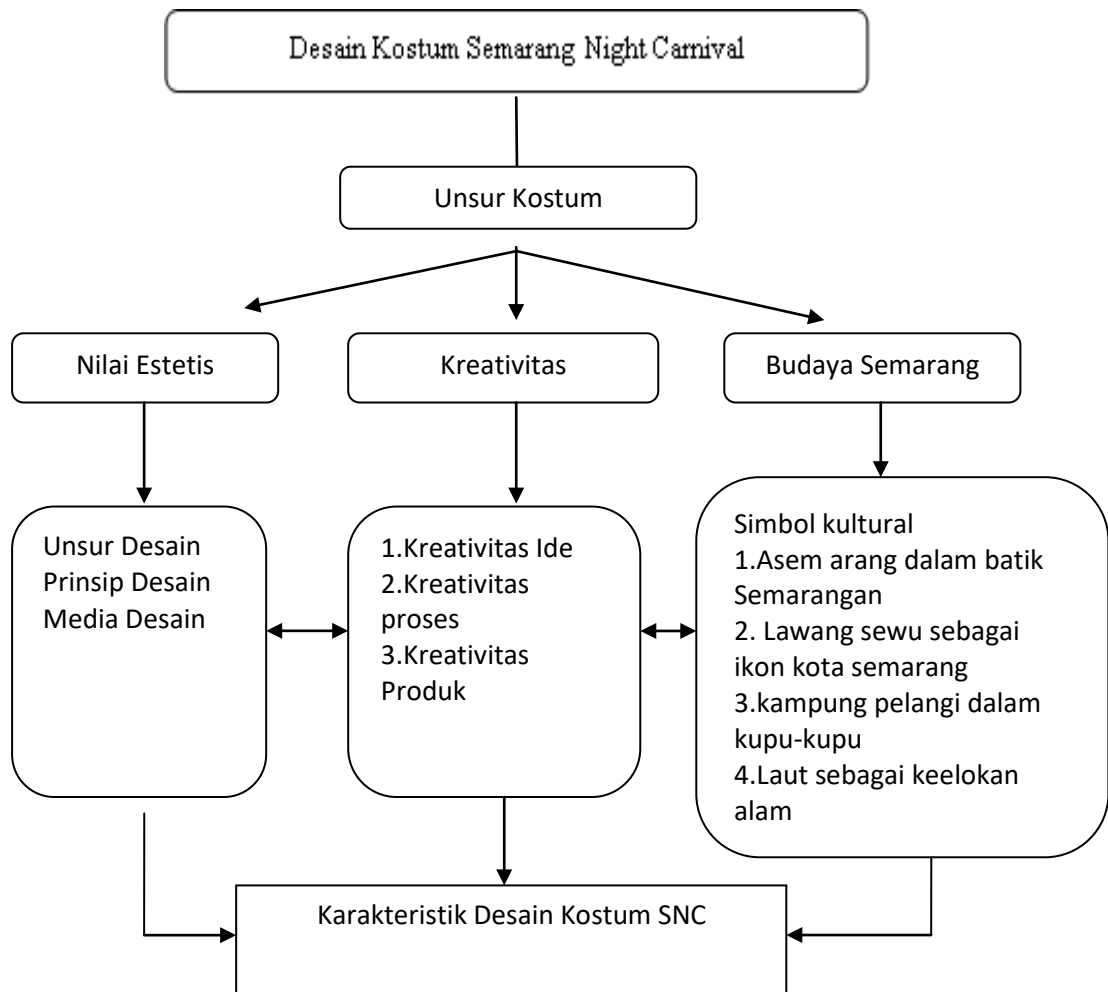 Desain Kostum Semarang Night Carnival
Unsur Kostum
Nilai Estetis
Kreativitas
Budaya Semarang
Unsur Desain
Prinsip Desain
Media Desain
1.Kreativitas Ide
2.Kreativitas
proses
3.Kreativitas
Produk
Simbol kultural
1.Asem arang dalam batik
Semarangan
2. Lawang sewu sebagai
ikon kota semarang
3.kampung pelangi dalam
kupu-kupu
4.Laut sebagai keelokan
alam
Karakteristik Desain Kostum SNC